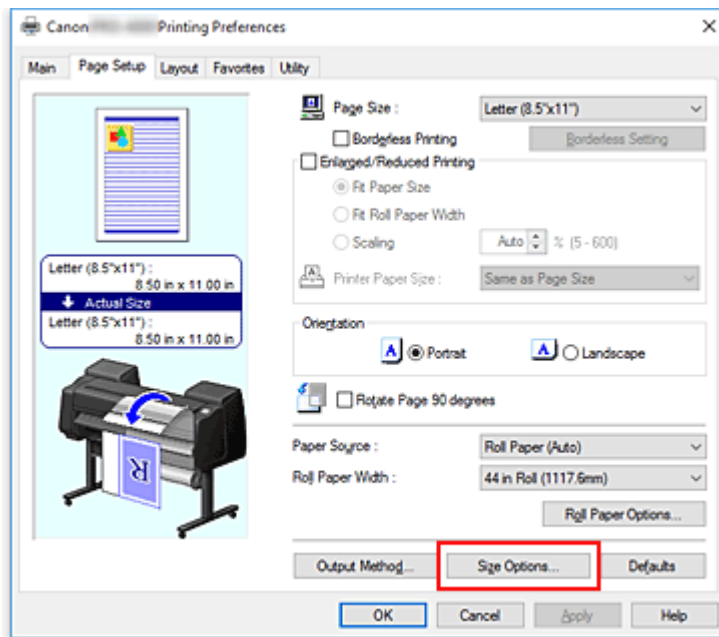 Canon Printing Preferences
Main Page Setup Layout Favorites Utility
Page Size : Letter (8.5"x11")
Borderless Printing Borderless Setting
Enlarged/Reduced Printing
Fit Paper Size
Fit Roll Paper Width
Scaling Auto % (5 - 600)
Printer Paper Size : Same as Page Size
Letter (8.5"x11") :
8.50 in x 11.00 in
Actual Size
Letter (8.5"x11") :
8.50 in x 11.00 in
Orientation
A Portrait A Landscape
Rotate Page 90 degrees
R
Paper Source : Roll Paper (Auto)
Roll Paper Width : 44 in Roll (1117.6mm)
Roll Paper Options...
Output Method... Size Options... Defaults
OK Cancel Apply Help